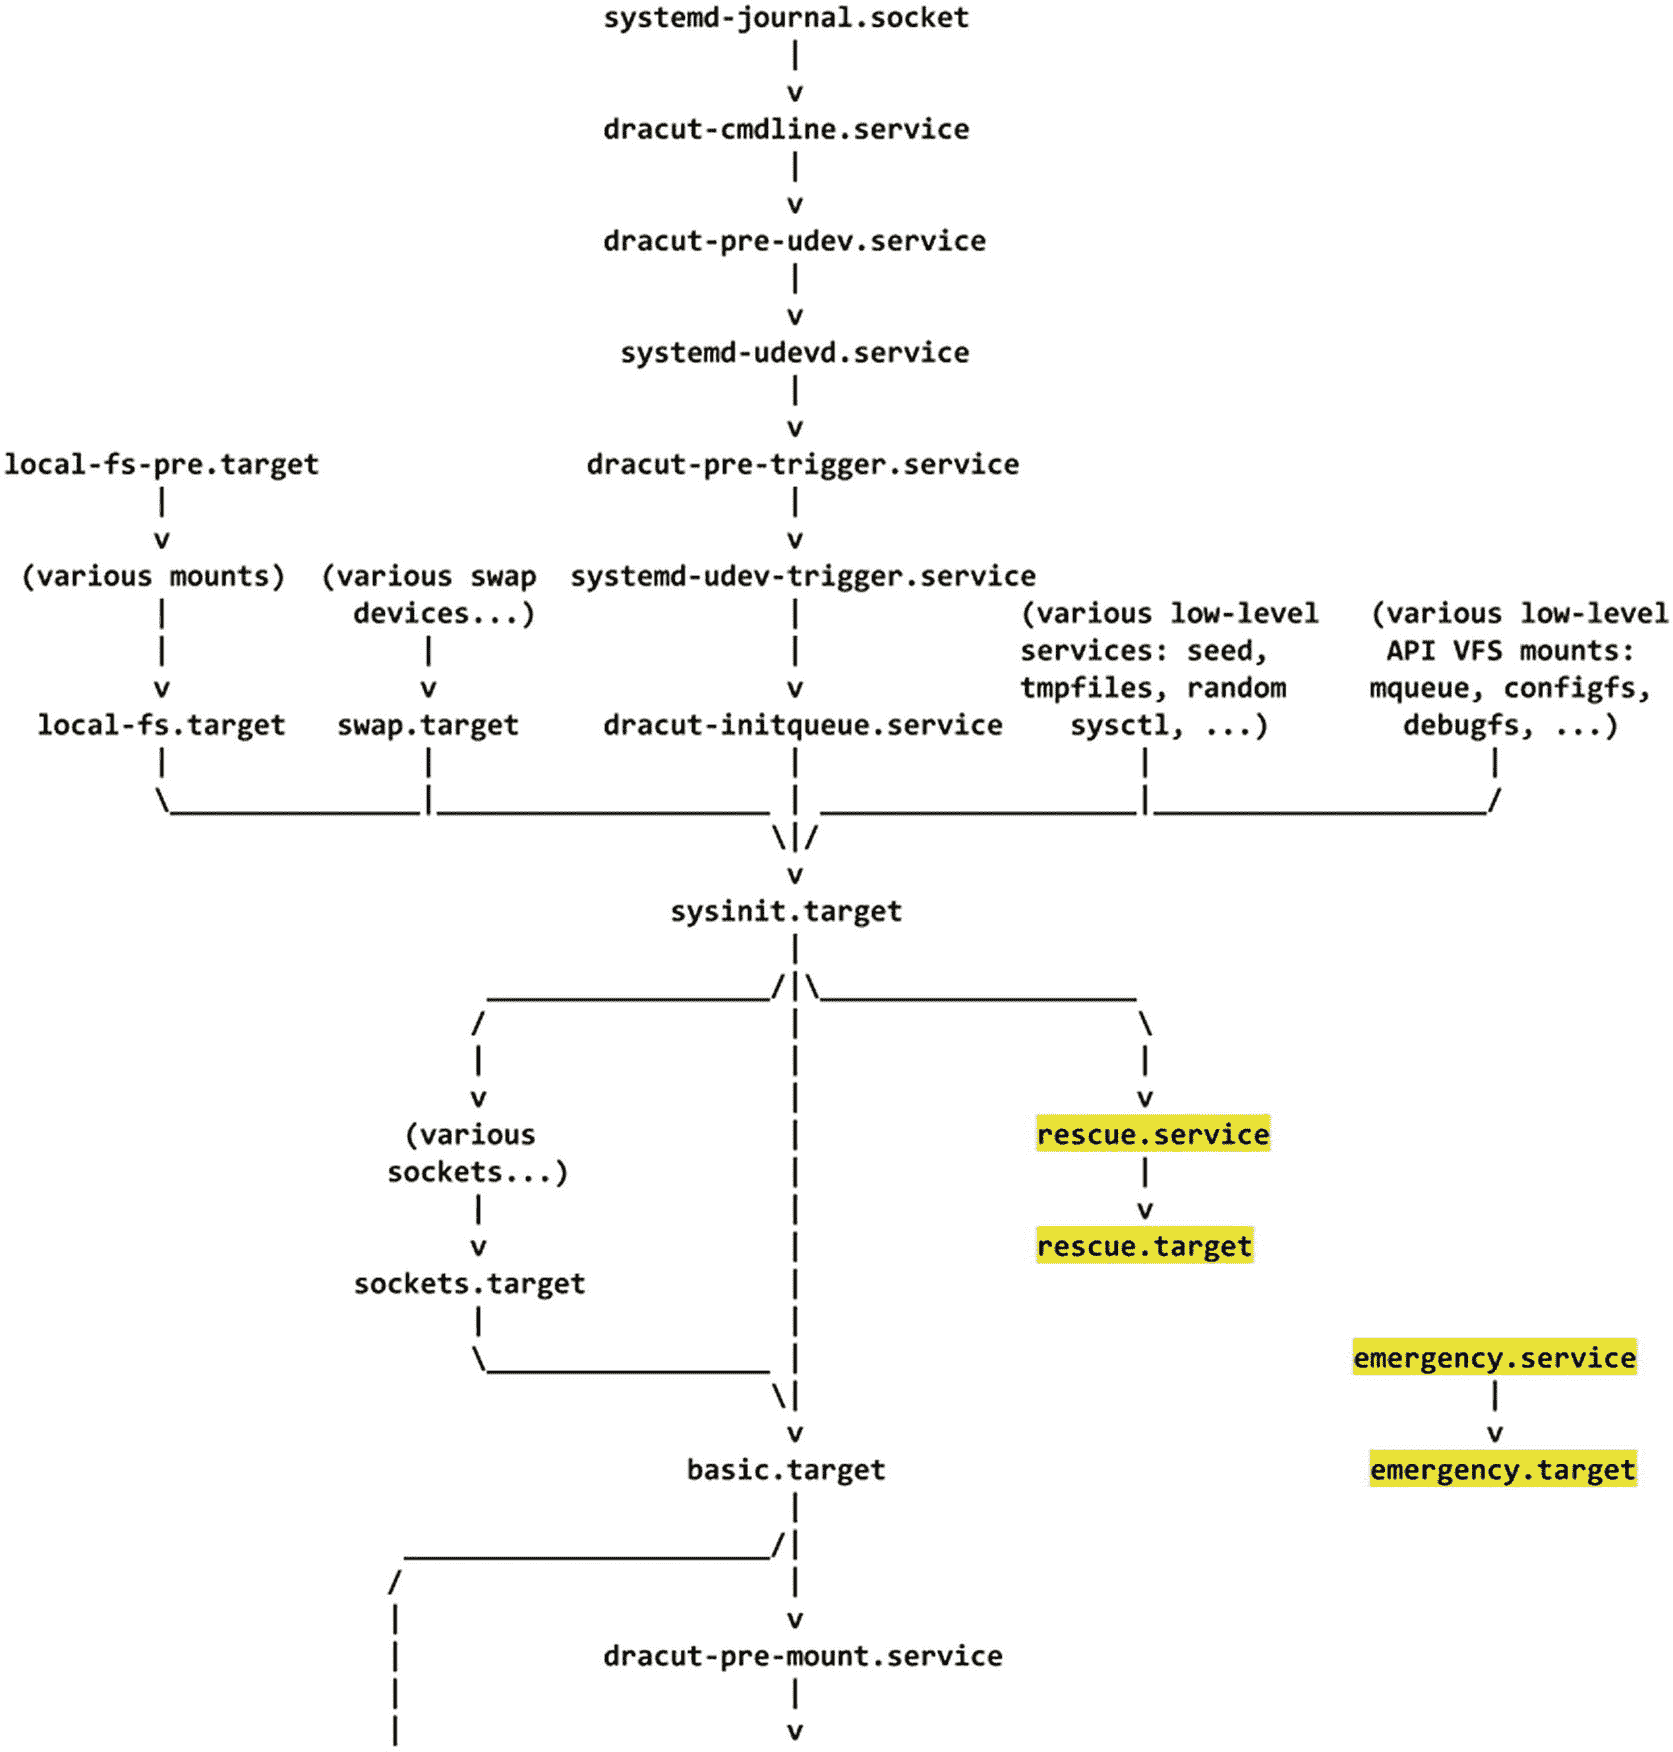 systemd-journal.socket
dracut-cmdline.service
dracut-pre-udev.service
systemd-udevd.service
local-fs-pre.target
dracut-pre-trigger.service
(various mounts)
(various swap
devices...)
systemd-udev-trigger.service
(various low-level
services: seed,
tmpfiles, random
sysctl, ...)
(various low-level
API VFS mounts:
mqueue, configfs,
debugfs, ...)
local-fs.target
swap.target
dracut-initqueue.service
sysinit.target
(various
sockets...)
rescue.service
rescue.target
sockets.target
emergency.service
emergency.target
basic.target
dracut-pre-mount.service